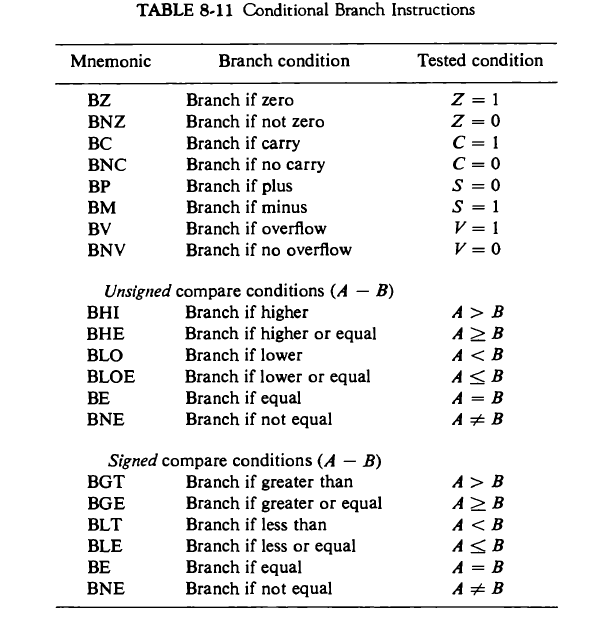 TABLE 8-11 Conditional Branch Instructions
Mnemonic Branch condition Tested condition
BZ Branch if zero Z = 1
BNZ Branch if not zero Z = 0
BC Branch if carry C = 1
BNC Branch if no carry C = 0
BP Branch if plus S = 0
BM Branch if minus S = 1
BV Branch if overflow V = 1
BNV Branch if no overflow V = 0
Unsigned compare conditions (A − B)
BHI Branch if higher A > B
BHE Branch if higher or equal A ≥ B
BLO Branch if lower A < B
BLOE Branch if lower or equal A ≤ B
BE Branch if equal A = B
BNE Branch if not equal A ≠ B
Signed compare conditions (A − B)
BGT Branch if greater than A > B
BGE Branch if greater or equal A ≥ B
BLT Branch if less than A < B
BLE Branch if less or equal A ≤ B
BE Branch if equal A = B
BNE Branch if not equal A ≠ B